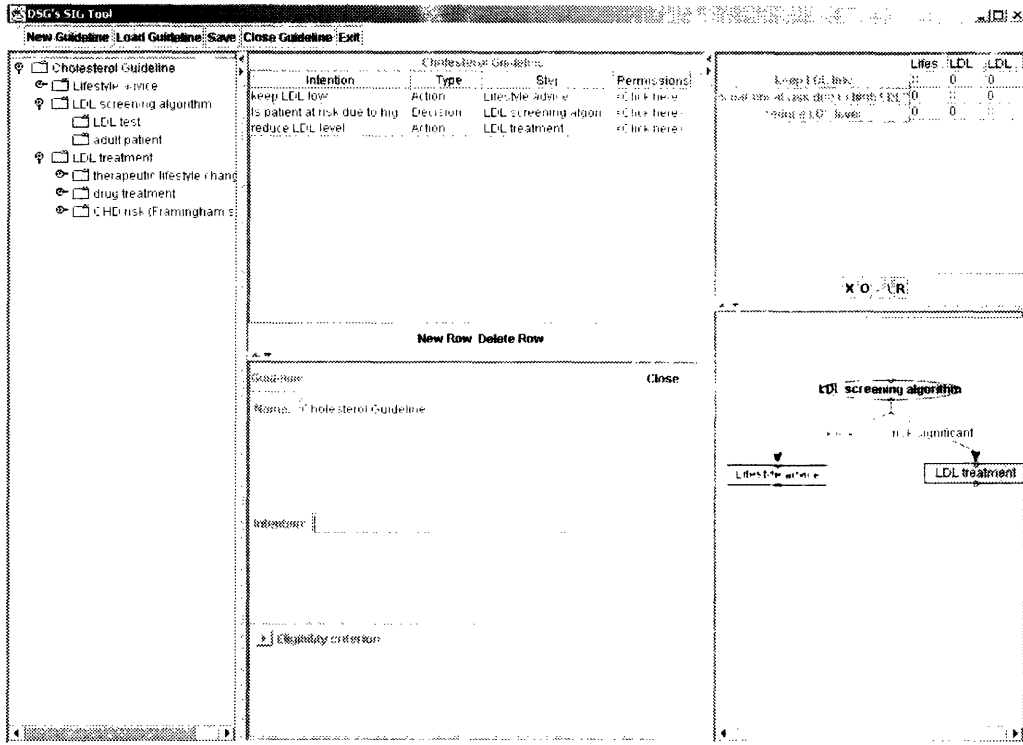 DSG's SIG Tool
New Guideline Load Guideline Save Close Guideline Exit
Cholesterol Guideline
Lifestyle advice
LDL screening algorithm
LDL test
adult patient
LDL treatment
therapeutic lifestyle chang
drug treatment
CHD risk (Framingham s
Cholesterol Guideline
Intention Type Step Permissions
keep LDL low Action Lifestyle advice <Click here>
Is patient at risk due to hig Decision LDL screening algori <Click here>
reduce LDL level Action LDL treatment <Click here>
New Row Delete Row
Guideline Close
Name: Cholesterol Guideline
Intention:
Eligibility criterion
Lifes LDL LDL
keep LDL low 0 0
0 0
reduce LDL level 0 0
X O R
LDL screening algorithm
risk significant
Lifestyle advice LDL treatment